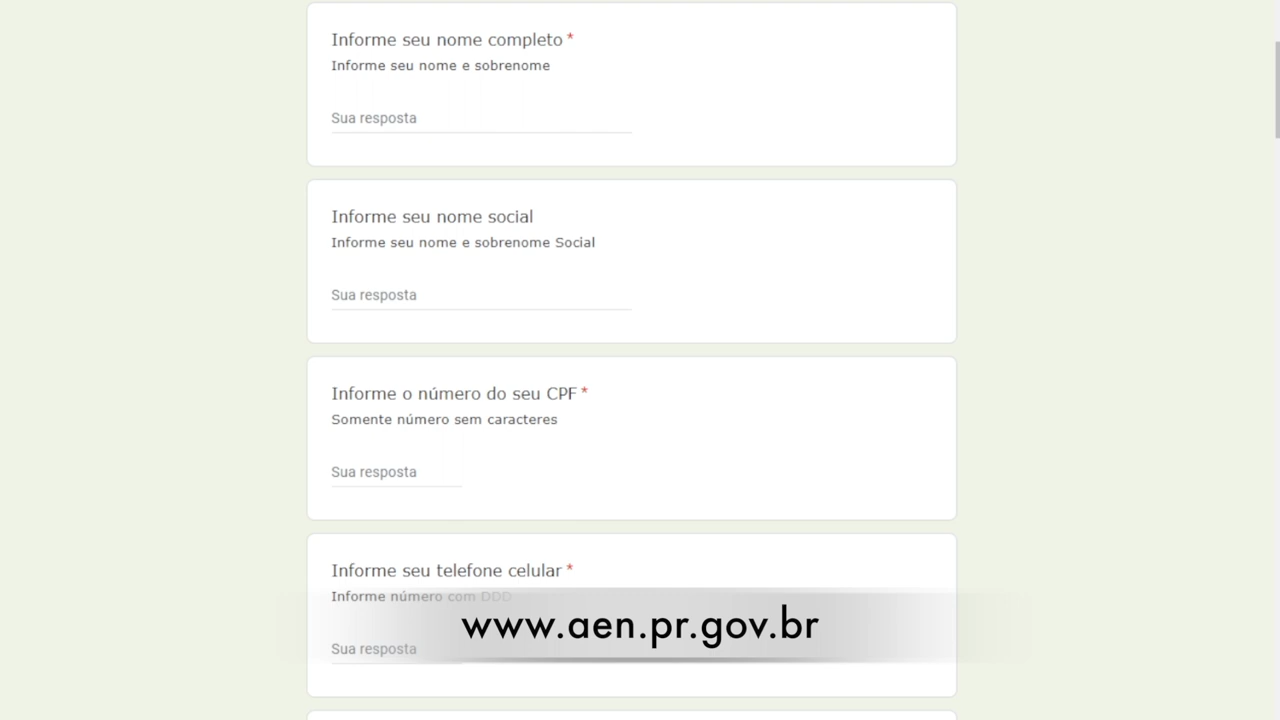 Informe seu nome completo *
Informe seu nome e sobrenome
Sua resposta
Informe seu nome social
Informe seu nome e sobrenome Social
Sua resposta
Informe o número do seu CPF *
Somente número sem caracteres
Sua resposta
Informe seu telefone celular *
Informe número com DDD
www.aen.pr.gov.br
Sua resposta